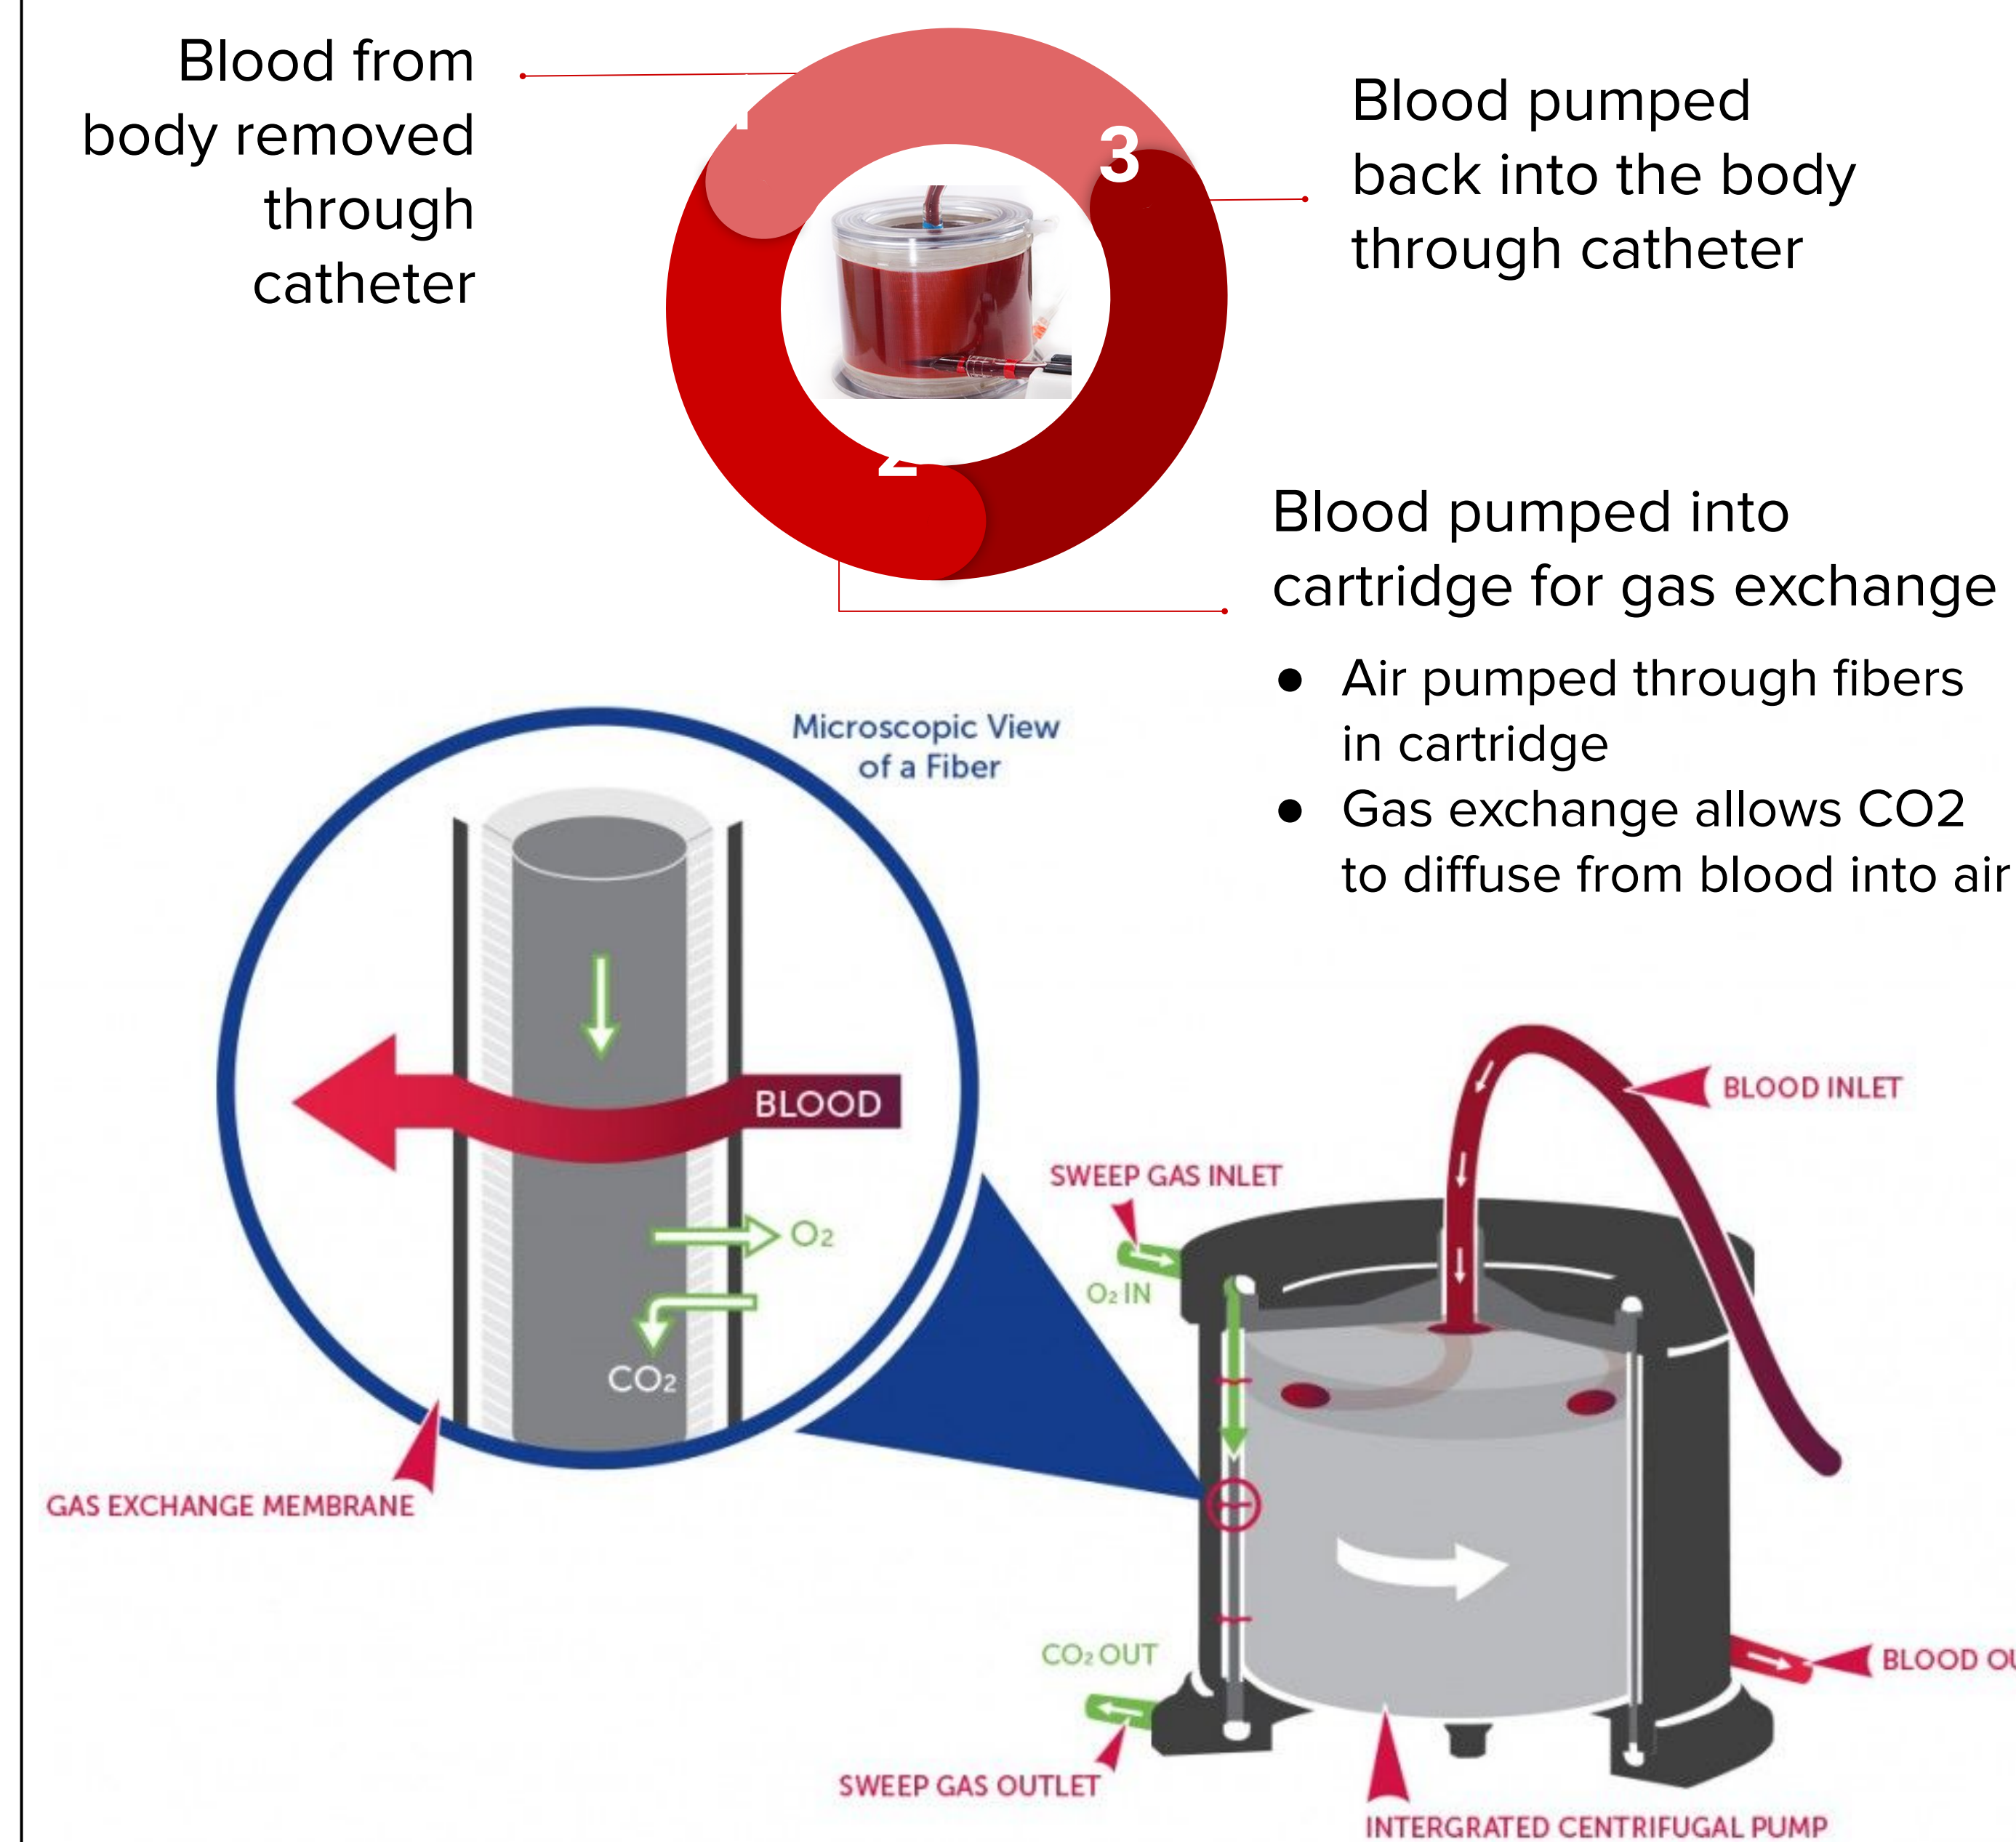 Blood from
body removed
through
catheter
3
Blood pumped
back into the body
through catheter
2
Blood pumped into
cartridge for gas exchange
● Air pumped through fibers
in cartridge
● Gas exchange allows CO2
to diffuse from blood into air
Microscopic View
of a Fiber
BLOOD
O₂
CO₂
GAS EXCHANGE MEMBRANE
BLOOD INLET
SWEEP GAS INLET
O₂ IN
CO₂ OUT
BLOOD
SWEEP GAS OUTLET
INTERGRATED CENTRIFUGAL PUMP